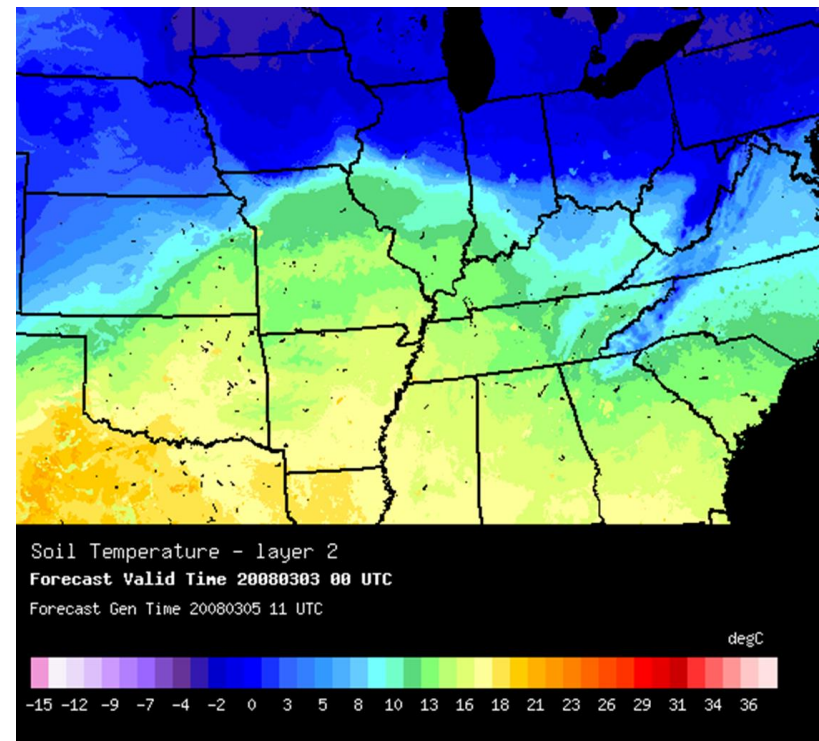 Soil Temperature - layer 2
Forecast Valid Time 20080303 00 UTC
Forecast Gen Time 20080305 11 UTC
degC
-15 -12 -9 -7 -4 -2 0 3 5 8 10 13 16 18 21 23 26 29 31 34 36